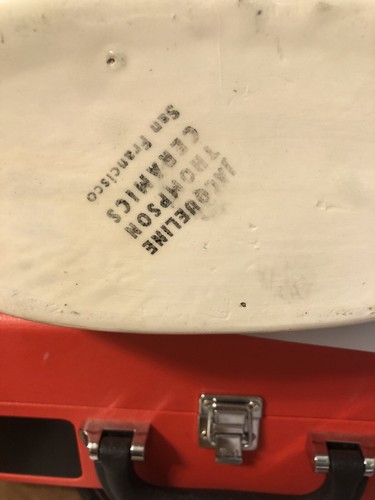 JACQUELINE
THOMPSON
CERAMICS
San Francisco